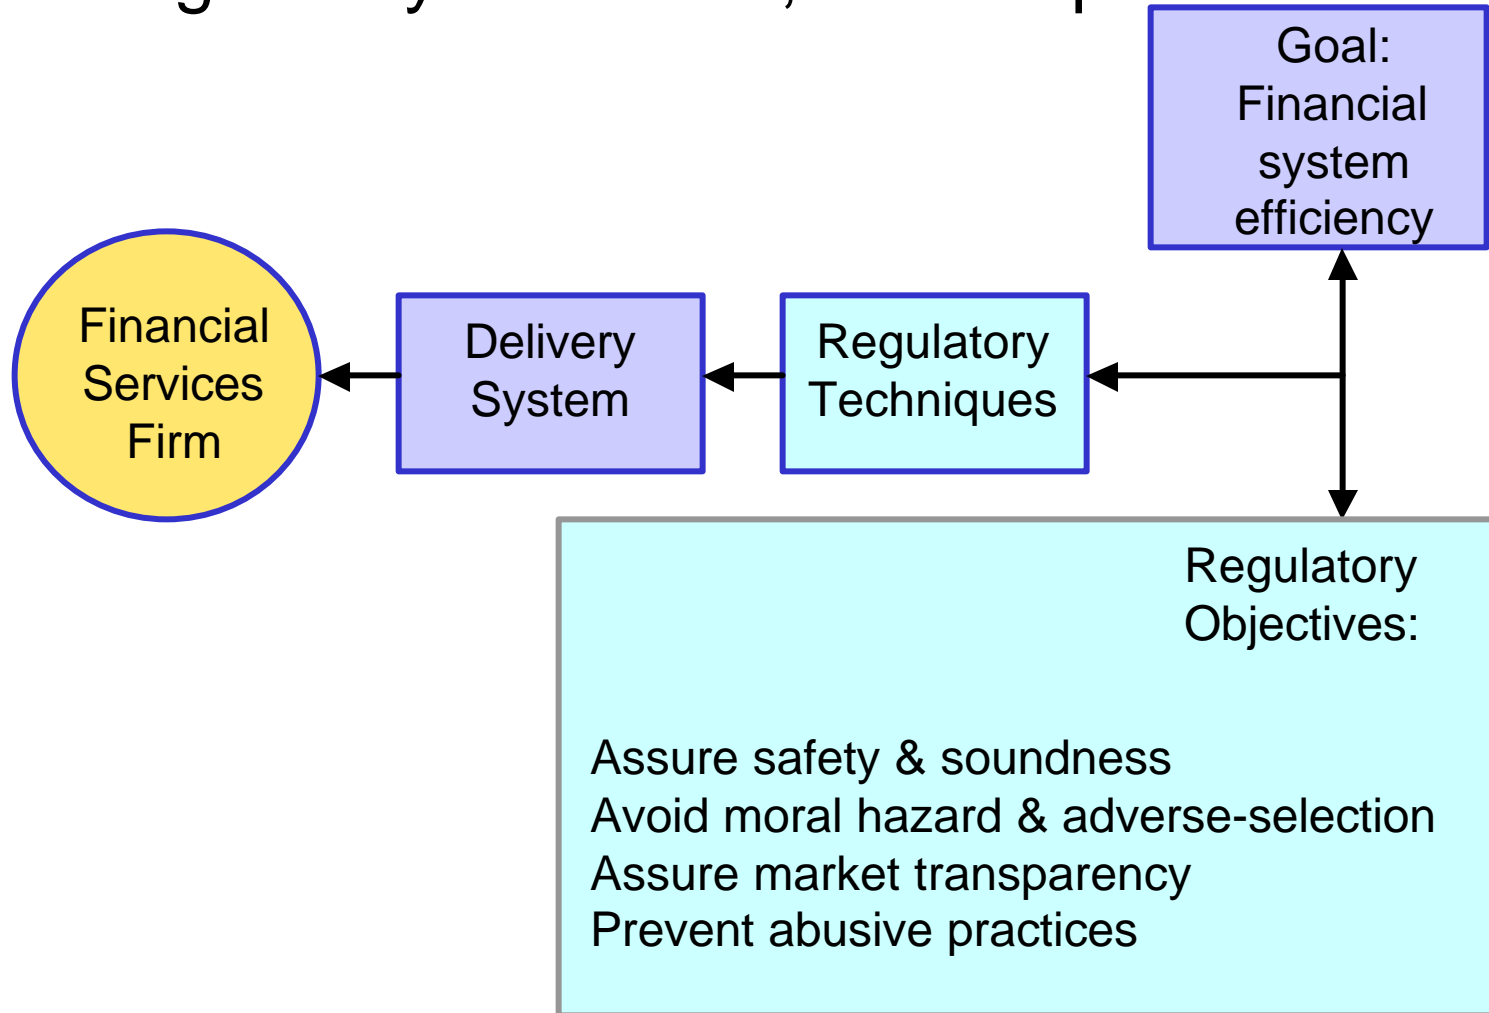 Goal:
Financial
system
efficiency
Financial
Services
Firm
Delivery
System
Regulatory
Techniques
Regulatory
Objectives:
Assure safety & soundness
Avoid moral hazard & adverse-selection
Assure market transparency
Prevent abusive practices